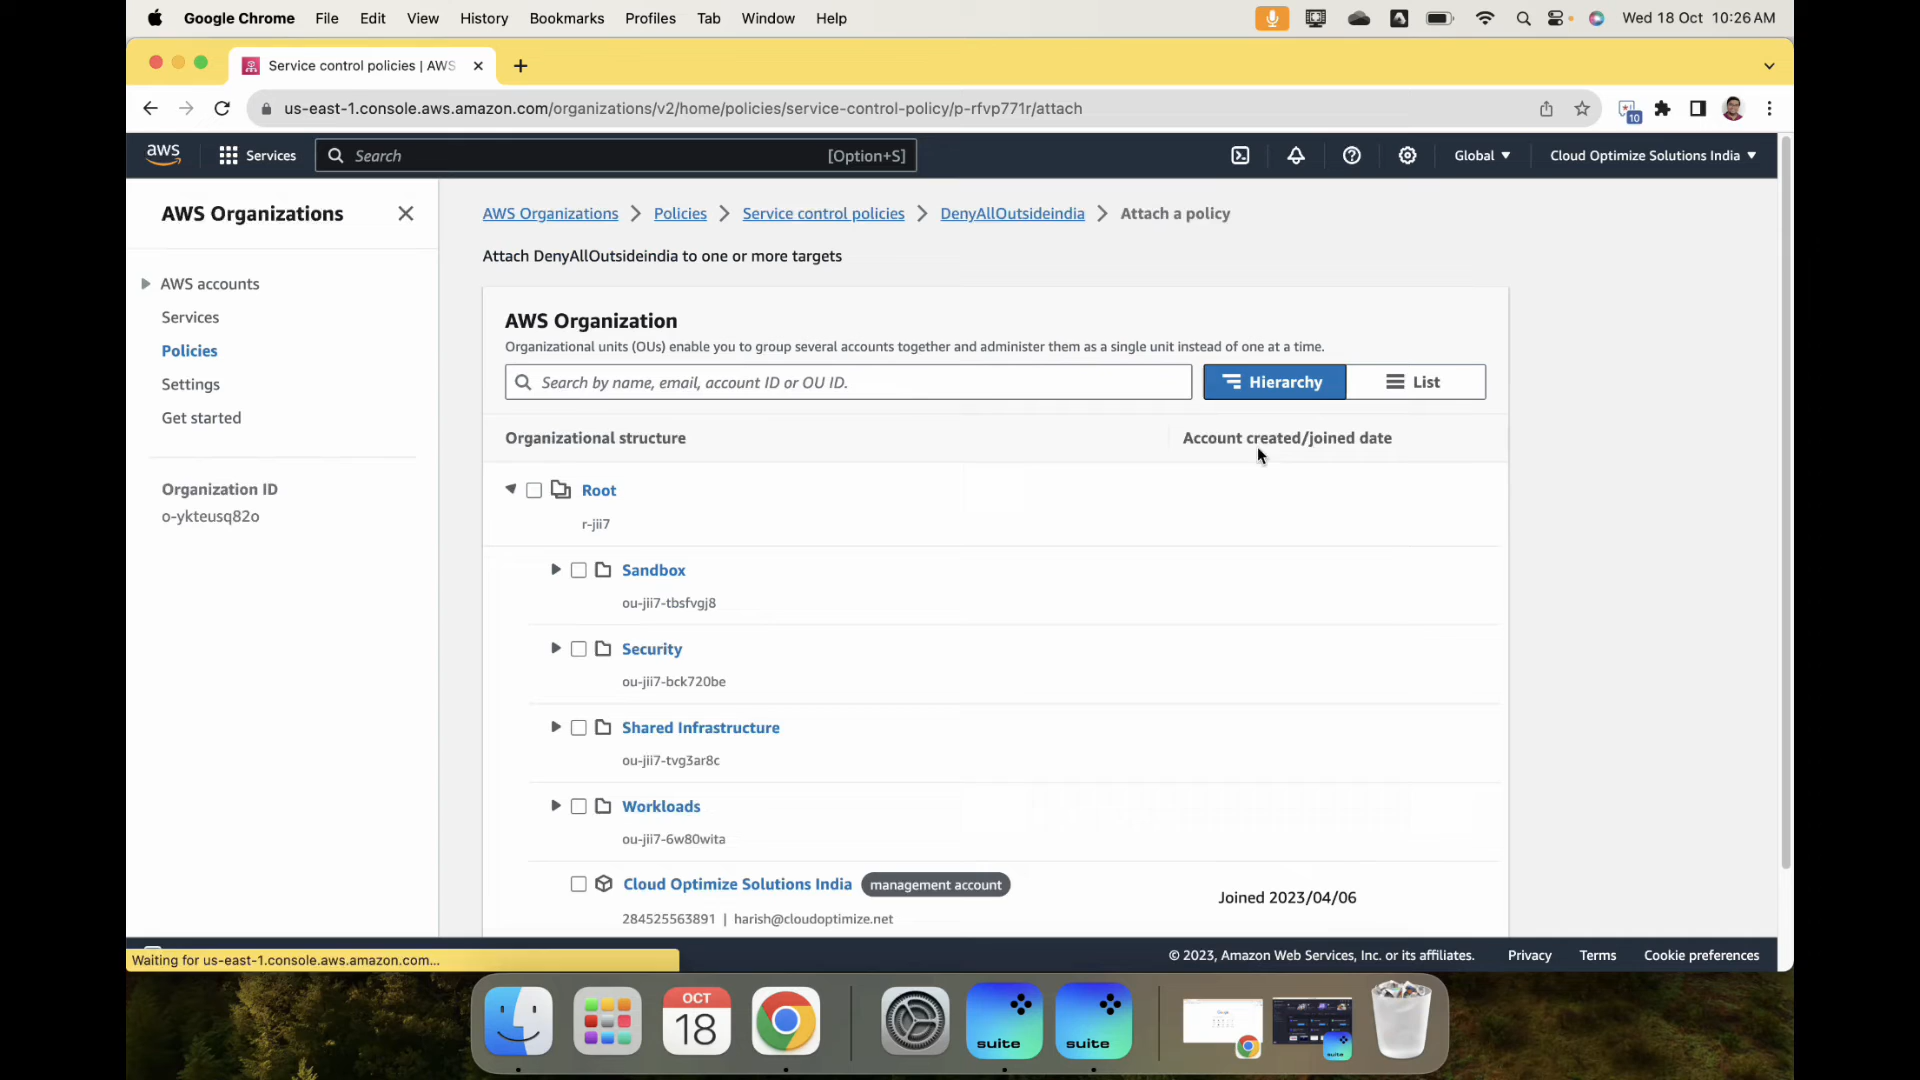 Google Chrome File Edit View History Bookmarks Profiles Tab Window Help Wed 18 Oct 10:26 AM
Service control policies | AWS
us-east-1.console.aws.amazon.com/organizations/v2/home/policies/service-control-policy/p-rfvp771r/attach
10
aws Services Search [Option+S] Global Cloud Optimize Solutions India
AWS Organizations
AWS accounts
Services
Policies
Settings
Get started
Organization ID
o-ykteusq82o
AWS Organizations Policies Service control policies DenyAllOutsideindia Attach a policy
Attach DenyAllOutsideindia to one or more targets
AWS Organization
Organizational units (OUs) enable you to group several accounts together and administer them as a single unit instead of one at a time.
Search by name, email, account ID or OU ID. Hierarchy List
Organizational structure Account created/joined date
Root
r-jii7
Sandbox
ou-jii7-tbsfvgj8
Security
ou-jii7-bck720be
Shared Infrastructure
ou-jii7-tvg3ar8c
Workloads
ou-jii7-6w80wita
Cloud Optimize Solutions India management account Joined 2023/04/06
284525563891 | harish@cloudoptimize.net
Waiting for us-east-1.console.aws.amazon.com...
© 2023, Amazon Web Services, Inc. or its affiliates. Privacy Terms Cookie preferences
OCT
18
suite
suite
suite